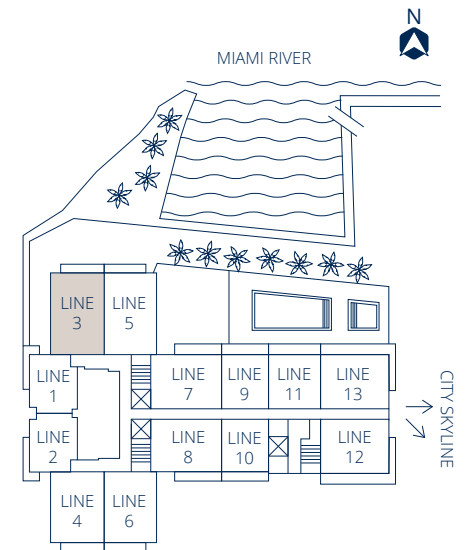 N
MIAMI RIVER
LINE
3
LINE
5
LINE
1
LINE
7
LINE
9
LINE
11
LINE
13
CITY SKYLINE
LINE
2
LINE
8
LINE
10
LINE
12
LINE
4
LINE
6